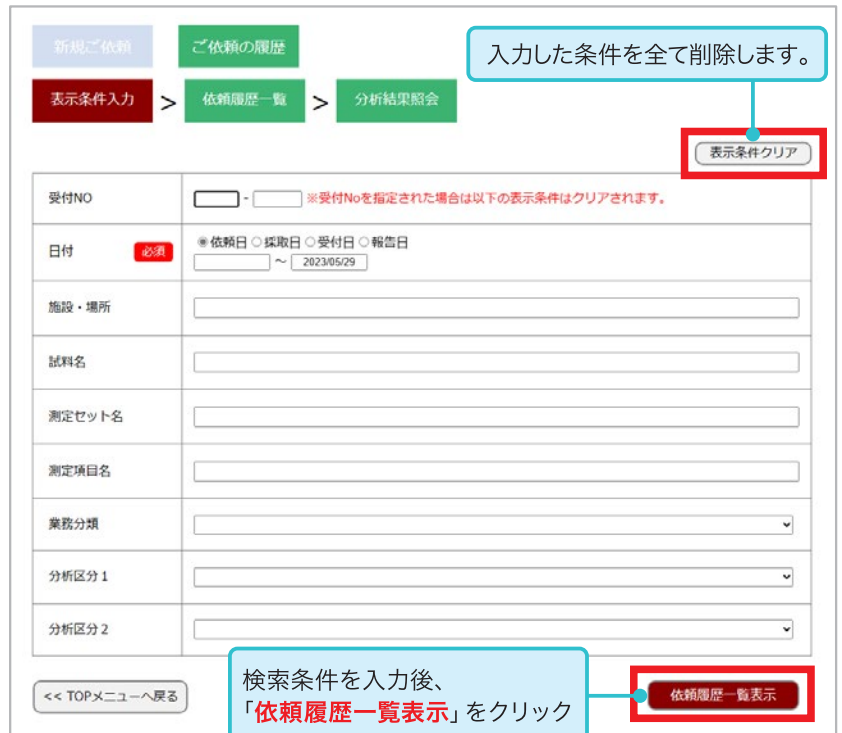 新規ご依頼 ご依頼の履歴
入力した条件を全て削除します。
表示条件入力 > 依頼履歴一覧 > 分析結果照会
表示条件クリア
受付NO - ※受付Noを指定された場合は以下の表示条件はクリアされます。
日付 必須 依頼日 採取日 受付日 報告日
～ 2023/05/29
施設・場所
試料名
測定セット名
測定項目名
業務分類
分析区分1
分析区分2
<< TOPメニューへ戻る
検索条件を入力後、
「依頼履歴一覧表示」をクリック
依頼履歴一覧表示